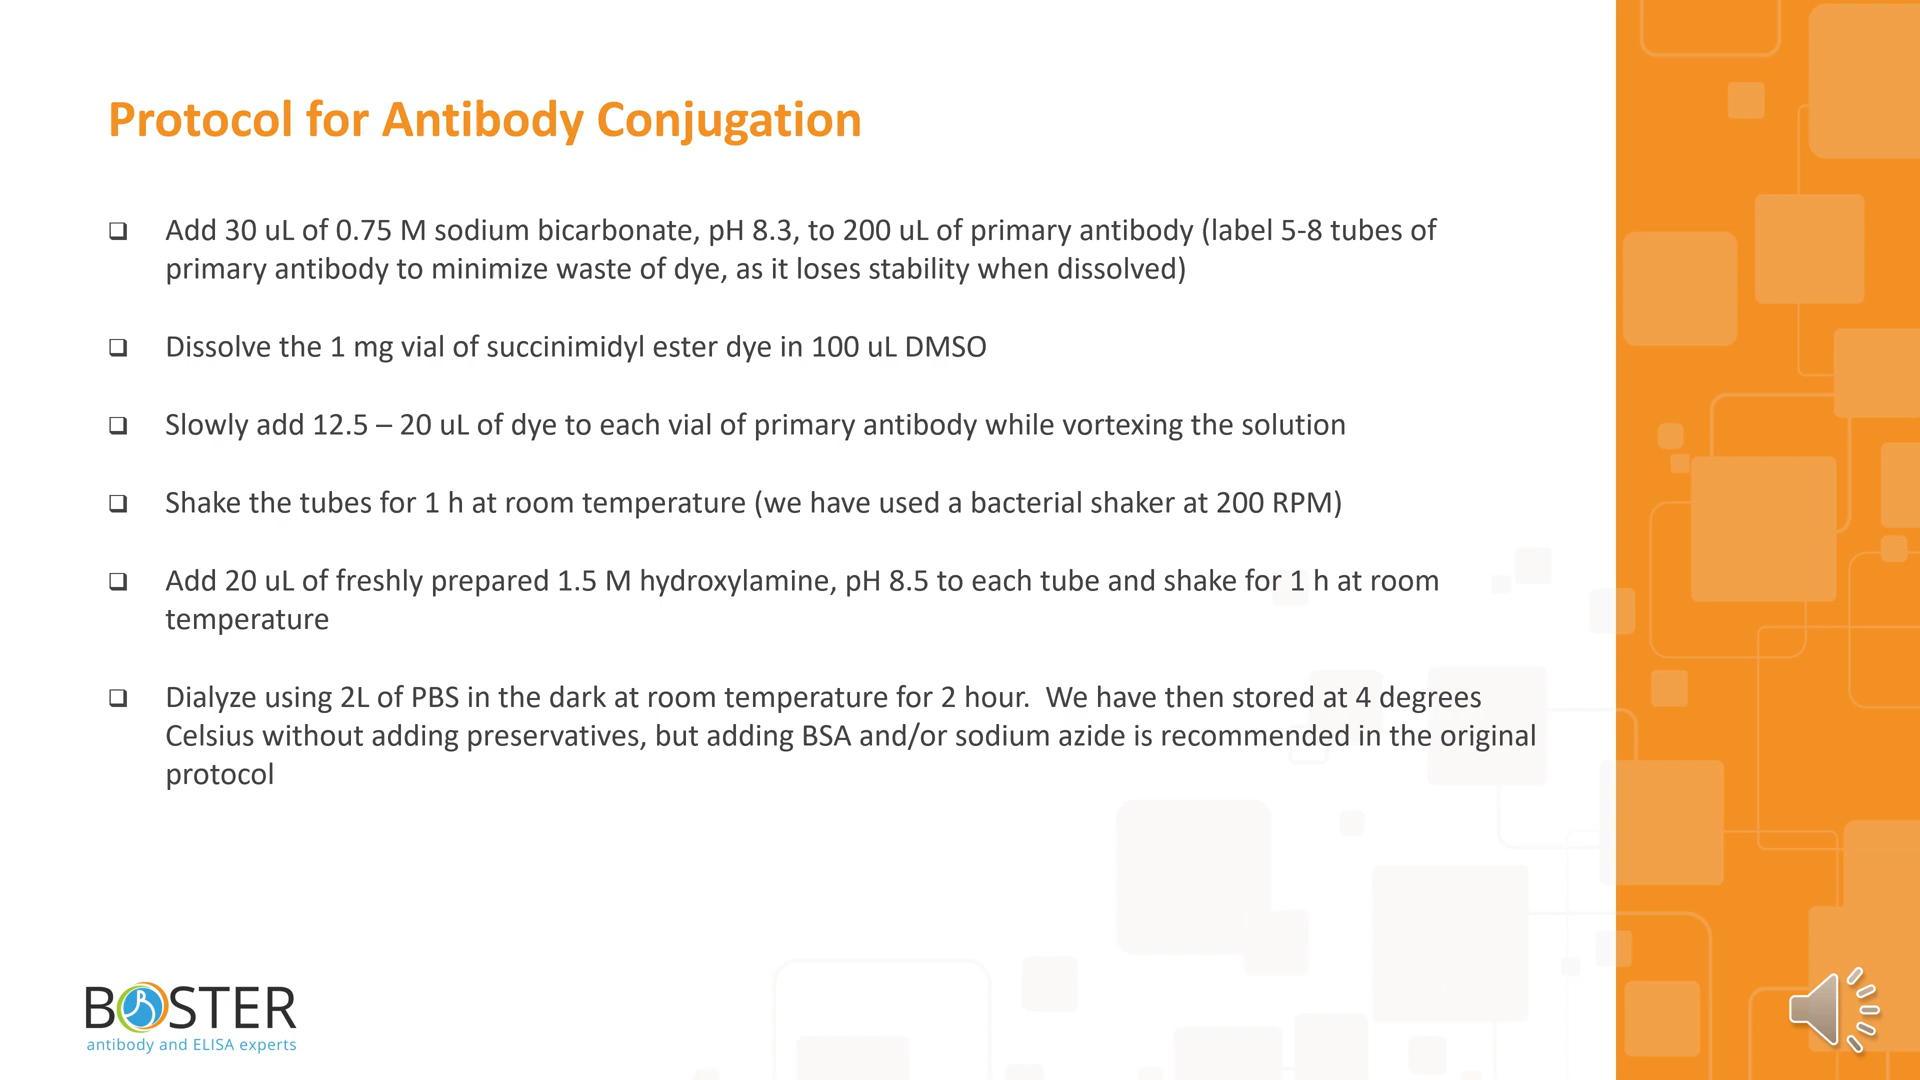 Protocol for Antibody Conjugation
Add 30 uL of 0.75 M sodium bicarbonate, pH 8.3, to 200 uL of primary antibody (label 5-8 tubes of
primary antibody to minimize waste of dye, as it loses stability when dissolved)
Dissolve the 1 mg vial of succinimidyl ester dye in 100 uL DMSO
Slowly add 12.5 – 20 uL of dye to each vial of primary antibody while vortexing the solution
Shake the tubes for 1 h at room temperature (we have used a bacterial shaker at 200 RPM)
Add 20 uL of freshly prepared 1.5 M hydroxylamine, pH 8.5 to each tube and shake for 1 h at room
temperature
Dialyze using 2L of PBS in the dark at room temperature for 2 hour.  We have then stored at 4 degrees
Celsius without adding preservatives, but adding BSA and/or sodium azide is recommended in the original
protocol
BOSTER
antibody and ELISA experts